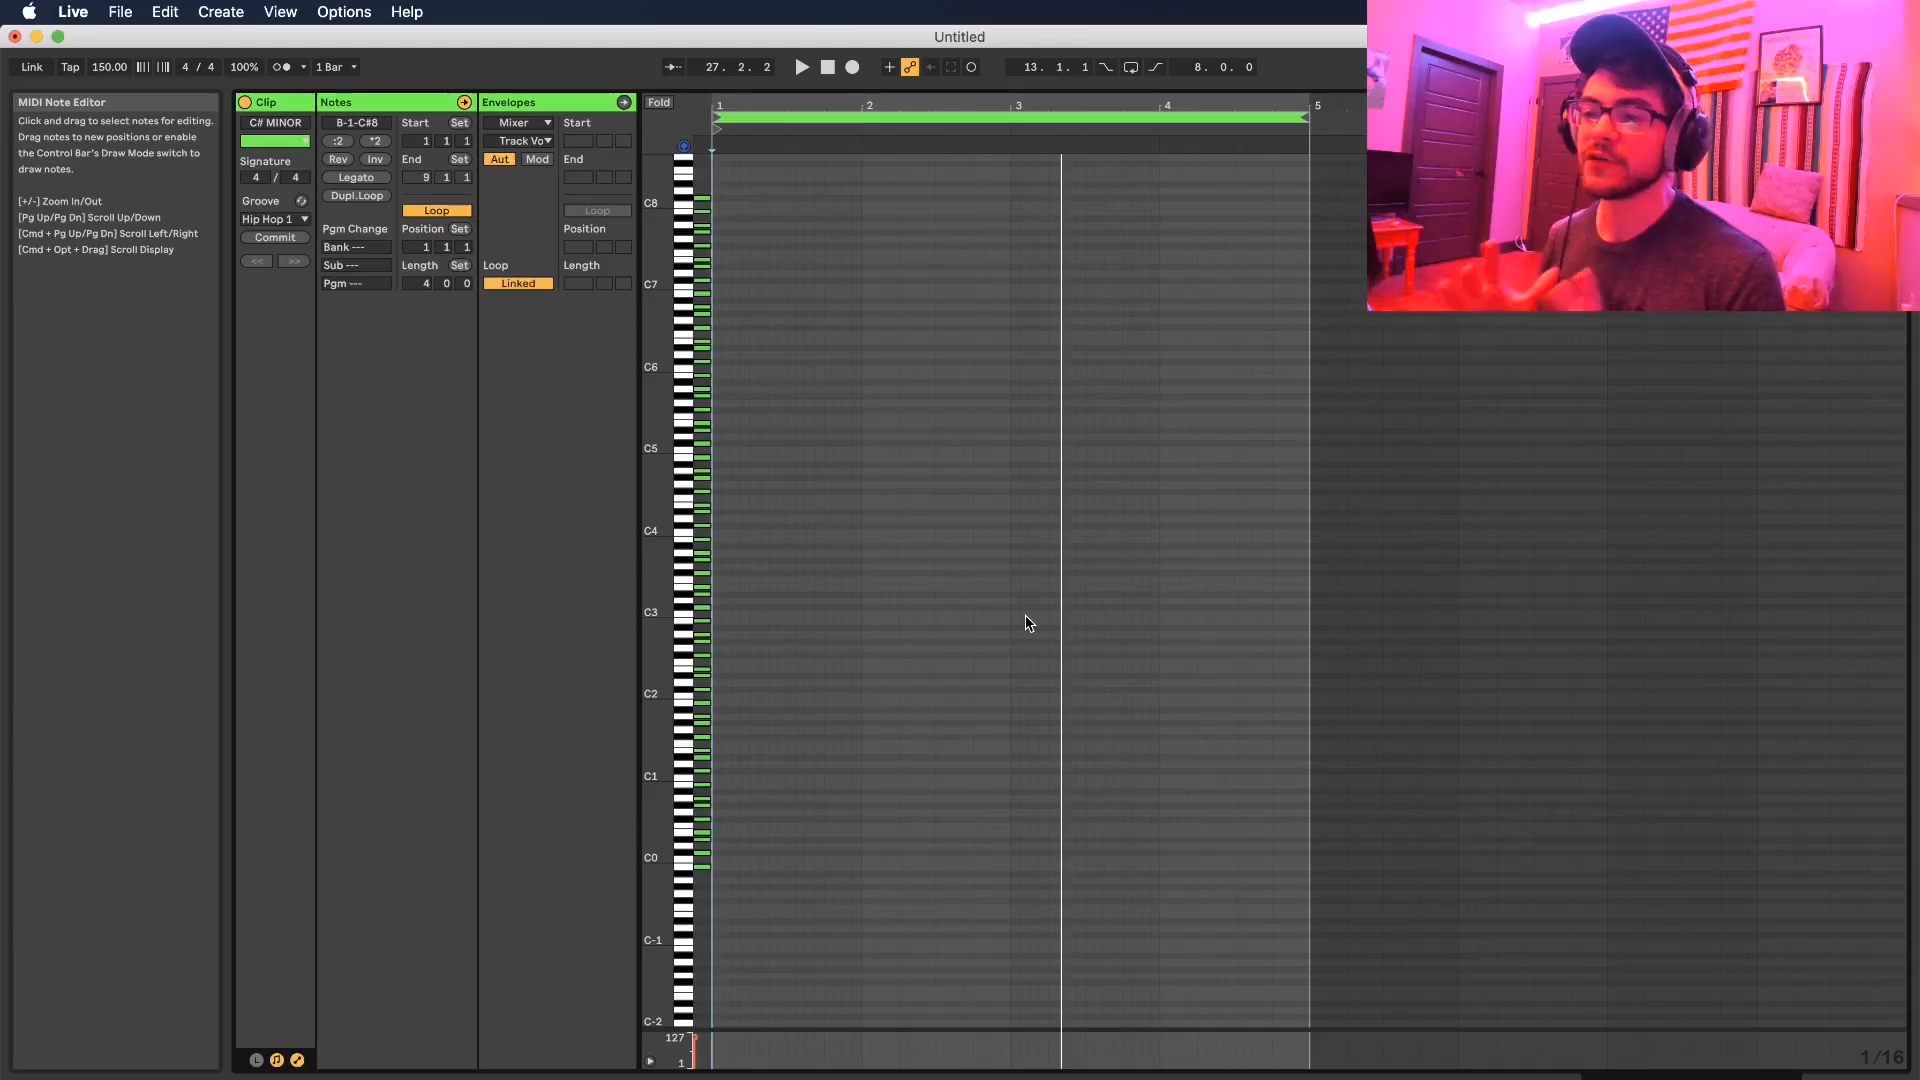 Live File Edit Create View Options Help
Untitled
Link Tap 150.00 4 / 4 100% 1 Bar 27. 2. 2 13. 1. 1 8. 0. 0
MIDI Note Editor
Click and drag to select notes for editing.
Drag notes to new positions or enable
the Control Bar's Draw Mode switch to
draw notes.
[+/-] Zoom In/Out
[Pg Up/Pg Dn] Scroll Up/Down
[Cmd + Pg Up/Pg Dn] Scroll Left/Right
[Cmd + Opt + Drag] Scroll Display
Clip
C# MINOR
Signature
4 / 4
Groove
Hip Hop 1
Commit
<< >>
Notes
B-1-C#8
:2 *2
Rev Inv
Legato
Dupl.Loop
Pgm Change
Bank ---
Sub ---
Pgm ---
Start Set
1 1 1
End Set
9 1 1
Loop
Position Set
1 1 1
Length Set
4 0 0
Envelopes
Mixer
Track Vo
Aut Mod
Loop
Linked
Start
End
Loop
Position
Length
Fold
1 2 3 4 5
C8
C7
C6
C5
C4
C3
C2
C1
C0
C-1
C-2
127
1
L
1/16